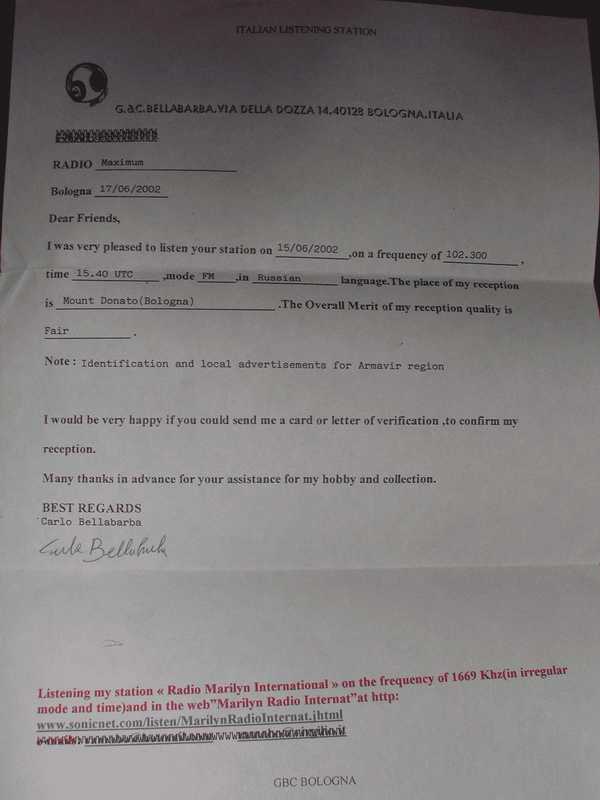 ITALIAN LISTENING STATION
G.&C.BELLABARBA.VIA DELLA DOZZA 14.40128 BOLOGNA.ITALIA
RADIO Maximum
Bologna 17/06/2002
Dear Friends,
I was very pleased to listen your station on 15/06/2002 ,on a frequency of 102.300 ,
time 15.40 UTC ,mode FM ,in Russian language.The place of my reception
is Mount Donato(Bologna) .The Overall Merit of my reception quality is
Fair .
Note : Identification and local advertisements for Armavir region
I would be very happy if you could send me a card or letter of verification ,to confirm my
reception.
Many thanks in advance for your assistance for my hobby and collection.
BEST REGARDS
Carlo Bellabarba
Carlo Bellabarba
Listening my station « Radio Marilyn International » on the frequency of 1669 Khz(in irregular
mode and time)and in the web"Marilyn Radio Internat"at http:
www.sonicnet.com/listen/MarilynRadioInternat.jhtml
GBC BOLOGNA